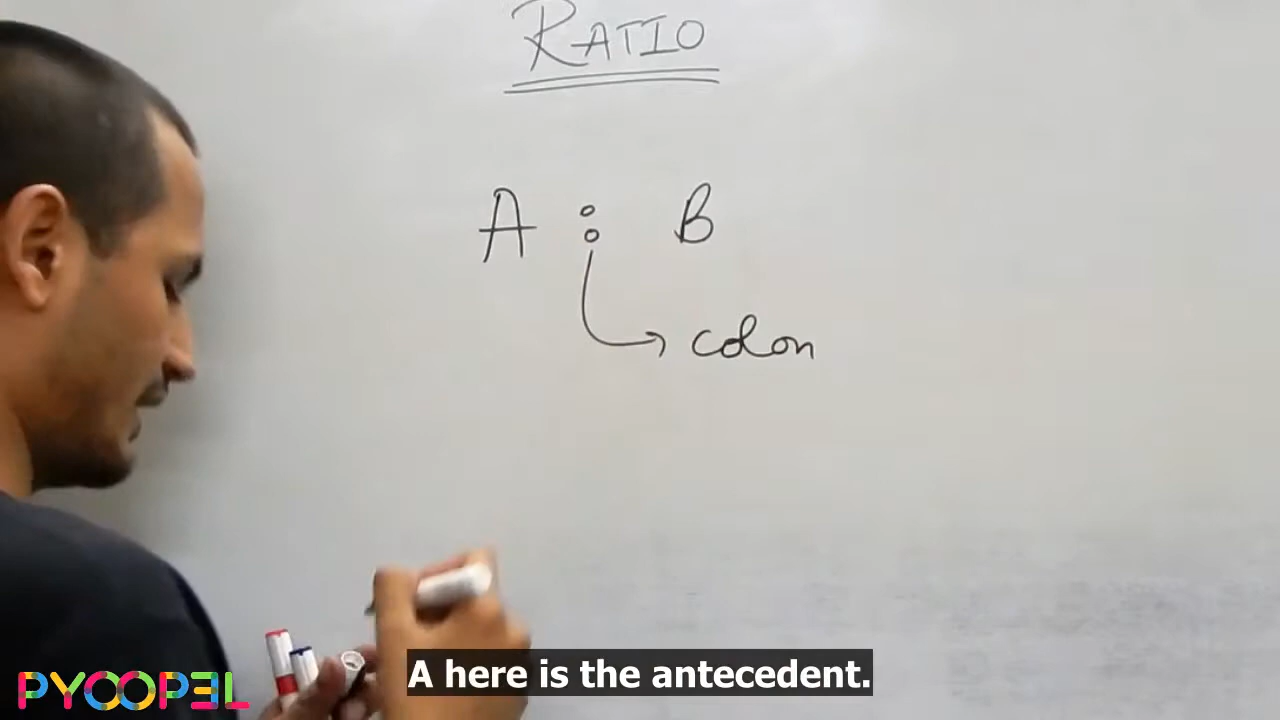 RATIO
A : B
colon
A here is the antecedent.
PYOOPEL